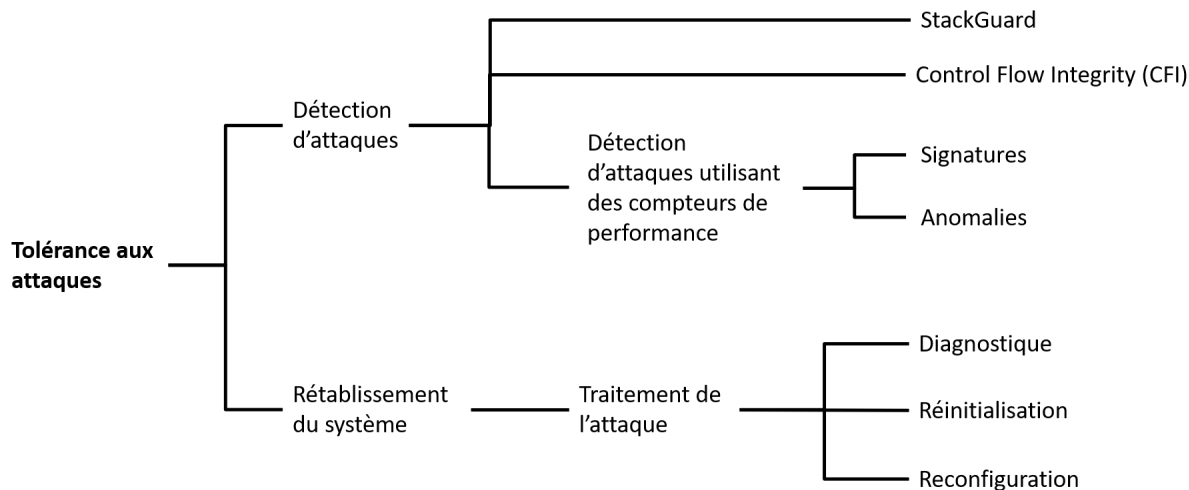 StackGuard
Control Flow Integrity (CFI)
Détection
d’attaques
Détection
d’attaques utilisant
des compteurs de
performance
Signatures
Anomalies
Tolérance aux
attaques
Rétablissement
du système
Traitement de
l’attaque
Diagnostique
Réinitialisation
Reconfiguration